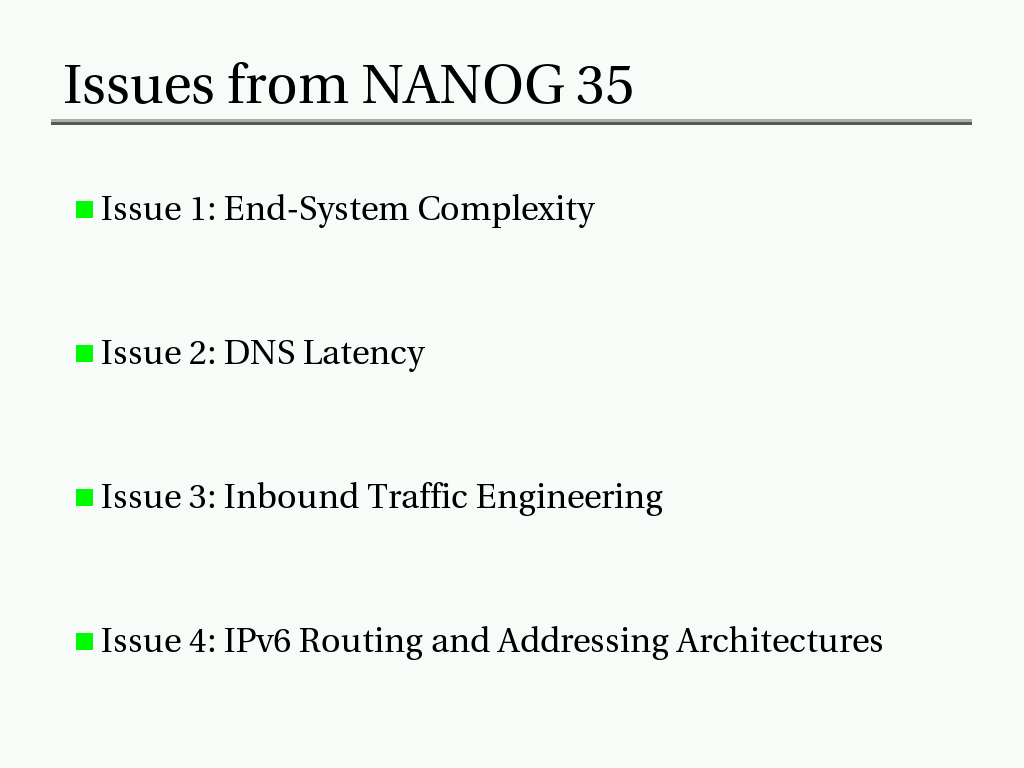 Issues from NANOG 35
Issue 1: End-System Complexity
Issue 2: DNS Latency
Issue 3: Inbound Traffic Engineering
Issue 4: IPv6 Routing and Addressing Architectures